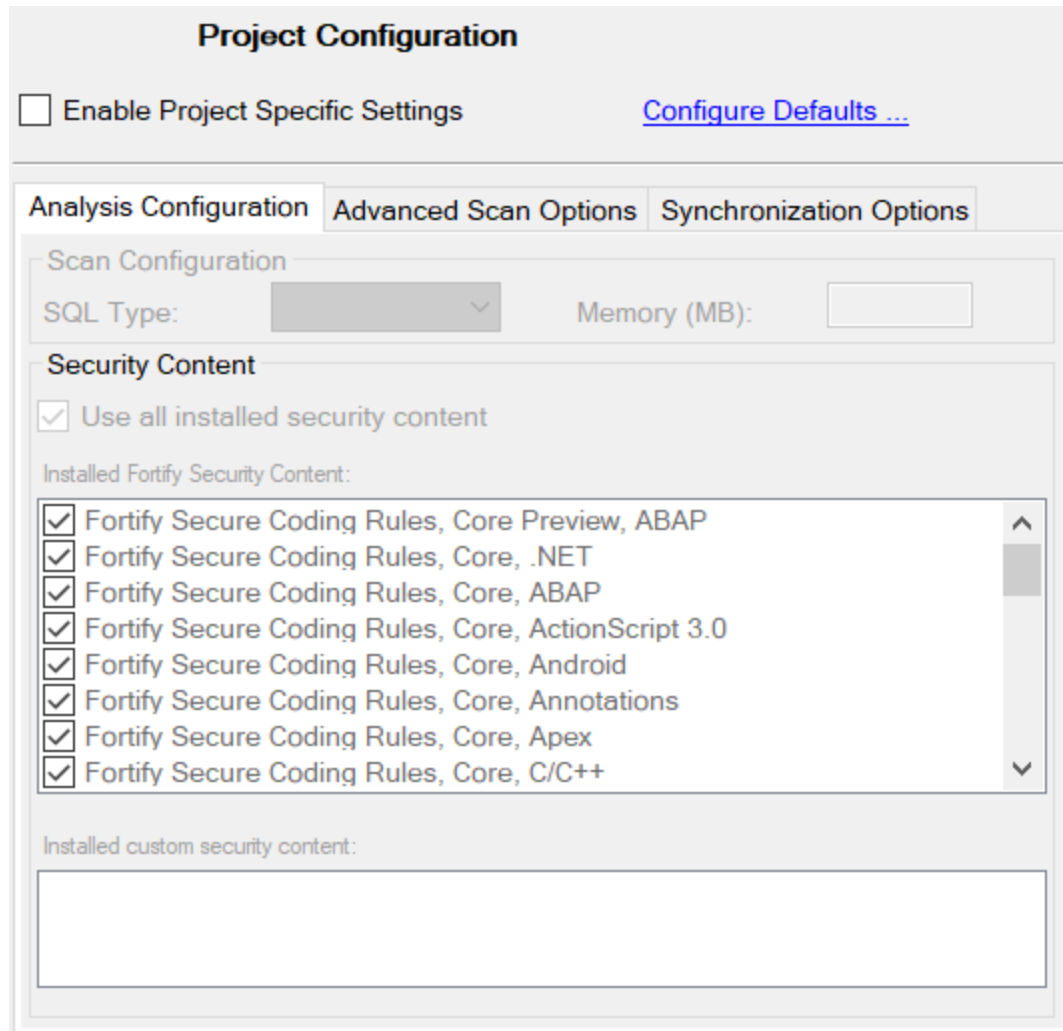 Project Configuration
Enable Project Specific Settings Configure Defaults ...
Analysis Configuration Advanced Scan Options Synchronization Options
Scan Configuration
SQL Type: Memory (MB):
Security Content
Use all installed security content
Installed Fortify Security Content:
Fortify Secure Coding Rules, Core Preview, ABAP
Fortify Secure Coding Rules, Core, .NET
Fortify Secure Coding Rules, Core, ABAP
Fortify Secure Coding Rules, Core, ActionScript 3.0
Fortify Secure Coding Rules, Core, Android
Fortify Secure Coding Rules, Core, Annotations
Fortify Secure Coding Rules, Core, Apex
Fortify Secure Coding Rules, Core, C/C++
Installed custom security content: